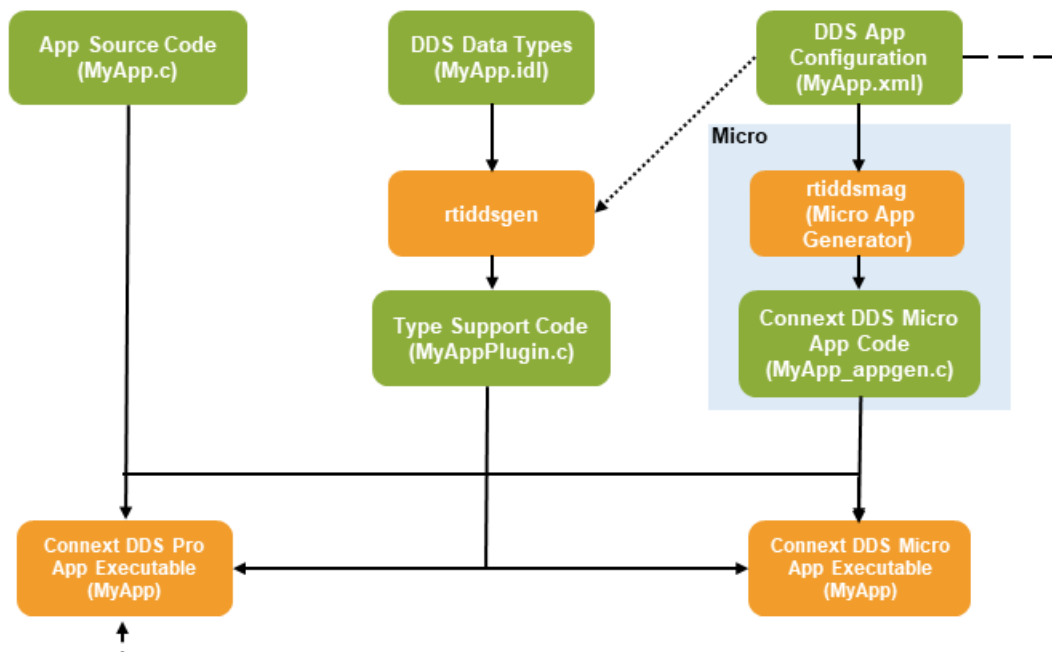 App Source Code
(MyApp.c)
DDS Data Types
(MyApp.idl)
DDS App
Configuration
(MyApp.xml)
Micro
rtiddsgen
rtiddsmag
(Micro App
Generator)
Type Support Code
(MyAppPlugin.c)
Connext DDS Micro
App Code
(MyApp_appgen.c)
Connext DDS Pro
App Executable
(MyApp)
Connext DDS Micro
App Executable
(MyApp)